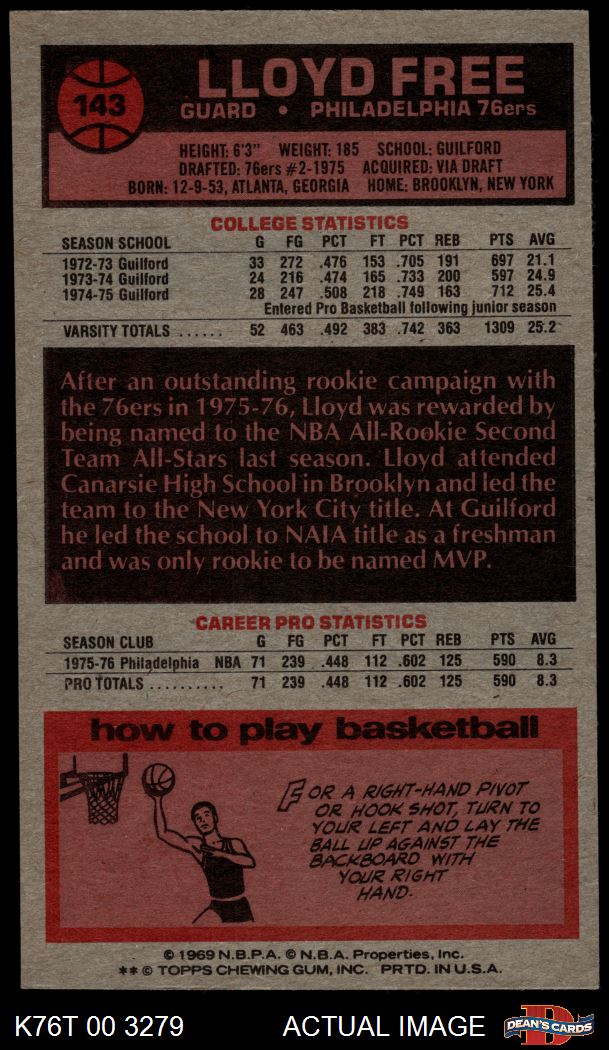 143
LLOYD FREE
GUARD • PHILADELPHIA 76ers
HEIGHT: 6'3" WEIGHT: 185 SCHOOL: GUILFORD
DRAFTED: 76ers #2-1975 ACQUIRED: VIA DRAFT
BORN: 12-9-53, ATLANTA, GEORGIA HOME: BROOKLYN, NEW YORK
COLLEGE STATISTICS
SEASON SCHOOL G FG PCT FT PCT REB PTS AVG
1972-73 Guilford 33 272 .476 153 .705 191 697 21.1
1973-74 Guilford 24 216 .474 165 .733 200 597 24.9
1974-75 Guilford 28 247 .508 218 .749 163 712 25.4
Entered Pro Basketball following junior season
VARSITY TOTALS ...... 52 463 .492 383 .742 363 1309 25.2
After an outstanding rookie campaign with
the 76ers in 1975-76, Lloyd was rewarded by
being named to the NBA All-Rookie Second
Team All-Stars last season. Lloyd attended
Canarsie High School in Brooklyn and led the
team to the New York City title. At Guilford
he led the school to NAIA title as a freshman
and was only rookie to be named MVP.
CAREER PRO STATISTICS
SEASON CLUB G FG PCT FT PCT REB PTS AVG
1975-76 Philadelphia NBA 71 239 .448 112 .602 125 590 8.3
PRO TOTALS .......... 71 239 .448 112 .602 125 590 8.3
how to play basketball
FOR A RIGHT-HAND PIVOT
OR HOOK SHOT, TURN TO
YOUR LEFT AND LAY THE
BALL UP AGAINST THE
BACKBOARD WITH
YOUR RIGHT
HAND.
© 1969 N.B.P.A. © N.B.A. Properties, Inc.
** © TOPPS CHEWING GUM, INC. PRTD. IN U.S.A.
K76T 00 3279 ACTUAL IMAGE D DEAN'S CARDS